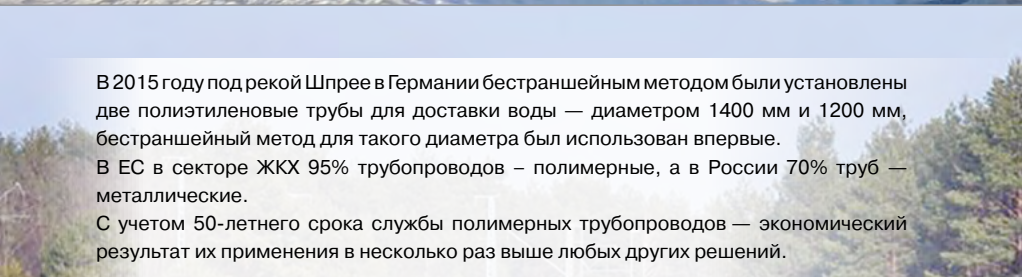 В 2015 году под рекой Шпрее в Германии бестраншейным методом были установлены
две полиэтиленовые трубы для доставки воды — диаметром 1400 мм и 1200 мм,
бестраншейный метод для такого диаметра был использован впервые.
В ЕС в секторе ЖКХ 95% трубопроводов – полимерные, а в России 70% труб —
металлические.
С учетом 50-летнего срока службы полимерных трубопроводов — экономический
результат их применения в несколько раз выше любых других решений.